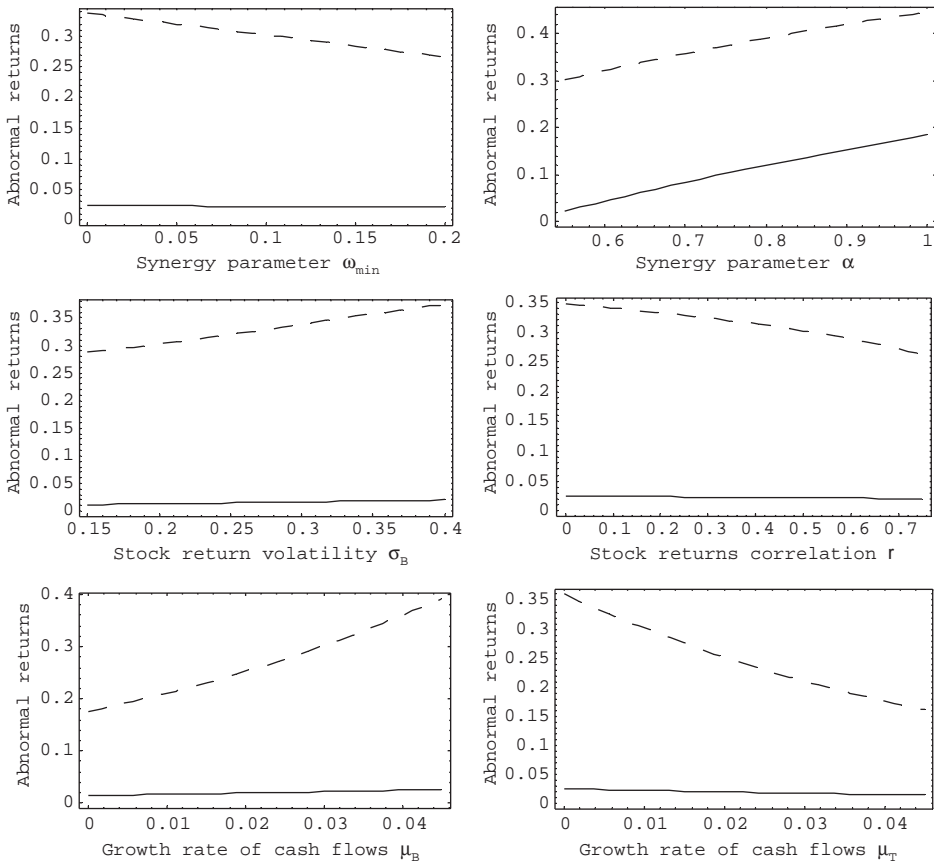 Abnormal returns
0.3
0.25
0.2
0.15
0.1
0.05
0
0 0.05 0.1 0.15 0.2
Synergy parameter ωmin
Abnormal returns
0.4
0.3
0.2
0.1
0
0.6 0.7 0.8 0.9 1
Synergy parameter α
Abnormal returns
0.35
0.3
0.25
0.2
0.15
0.1
0.05
0
0.15 0.2 0.25 0.3 0.35 0.4
Stock return volatility σB
Abnormal returns
0.35
0.3
0.25
0.2
0.15
0.1
0.05
0
0 0.1 0.2 0.3 0.4 0.5 0.6 0.7
Stock returns correlation r
Abnormal returns
0.4
0.3
0.2
0.1
0
0 0.01 0.02 0.03 0.04
Growth rate of cash flows μB
Abnormal returns
0.35
0.3
0.25
0.2
0.15
0.1
0.05
0
0 0.01 0.02 0.03 0.04
Growth rate of cash flows μT